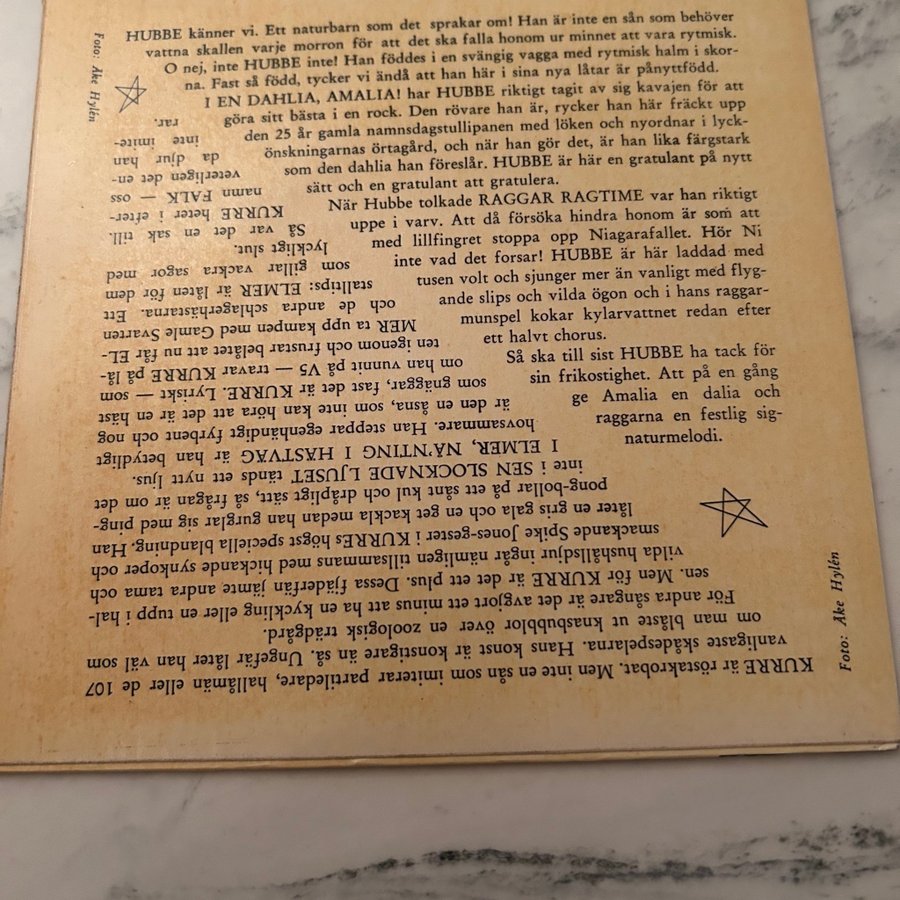 HUBBE känner vi. Ett naturbarn som det sprakar om! Han är inte en sån som behöver
vattna skallen varje morron för att det ska falla honom ur minnet att vara rytmisk.
O nej, inte HUBBE inte! Han föddes i en svängig vagga med rytmisk halm i skor-
na. Fast så född, tycker vi ändå att han här i sina nya låtar är pånyttfödd.
I EN DAHLIA, AMALIA! har HUBBE riktigt tagit av sig kavajen för att
göra sitt bästa i en rock. Den rövare han är, rycker han här fräckt upp
den 25 år gamla namnsdagstullipanen med löken och nyordnar i lyck-
önskningarnas örtagård, och när han gör det, är han lika färgstark
som den dahlia han föreslår. HUBBE är här en gratulant på nytt
sätt och en gratulant att gratulera.
När Hubbe tolkade RAGGAR RAGTIME var han riktigt
uppe i varv. Att då försöka hindra honom är som att
med lillfingret stoppa opp Niagarafallet. Hör Ni
inte vad det forsar! HUBBE är här laddad med
tusen volt och sjunger mer än vanligt med flyg-
ande slips och vilda ögon och i hans raggar-
munspel kokar kylarvattnet redan efter
ett halvt chorus.
Så ska till sist HUBBE ha tack för
sin frikostighet. Att på en gång
ge Amalia en dalia och
raggarna en festlig sig-
naturmelodi.
Foto: Åke Hylén
KURRE är röstakrobat. Men inte en sån som imiterar partiledare, hallåmän eller de 107
vanligaste skådespelarna. Hans konst är konstigare än så. Ungefär låter han väl som
om man blåste ut knasbubblor över en zoologisk trädgård.
För andra sångare är det avgjort ett minus att ha en kyckling eller en tupp i hal-
sen. Men för KURRE är det ett plus. Dessa fjäderfän jämte andra tama och
vilda hushållsdjur ingår nämligen tillsammans med hickande synkoper och
smackande Spike Jones-gester i KURREs högst speciella blandning. Han
låter en gris gala och en get kackla medan han gurglar sig med ping-
pong-bollar på ett sånt kul och dråpligt sätt, så frågan är om det
inte i SEN SLOCKNADE LJUSET tänds ett nytt ljus.
I ELMER, NÅ'NTING I HÄSTVÄG är han betydligt
hovsammare. Han steppar egenhändigt fyrbent och nog
är den en åsna, som inte kan höra att det är en häst
som gnäggar, fast det är KURRE. Lyriskt — som
om han vunnit på V5 — travar KURRE på lå-
ten igenom och frustar belåtet att nu får EL-
MER ta upp kampen med Gamle Svarten
och de andra schlagerhästarna. Ett
stalltips: ELMER är låten för dem
som gillar vackra sagor med
lyckligt slut.
Så var det en sak till.
KURRE heter i efter-
namn FALK — oss
veterligen det en-
da djur han
inte imite-
rar.
Foto: Åke Hylén